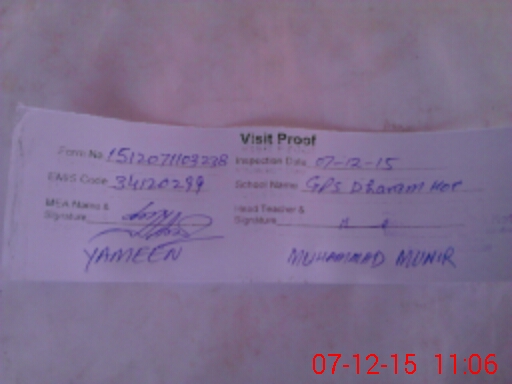 Visit Proof
Form No 1512071109238 Inspection Date 07-12-15
EMIS Code 34120299 School Name GPS Dharam Kot
MEA Name & Signature Head Teacher & Signature
YAMEEN MUHAMMAD MUNIR
07-12-15 11:06